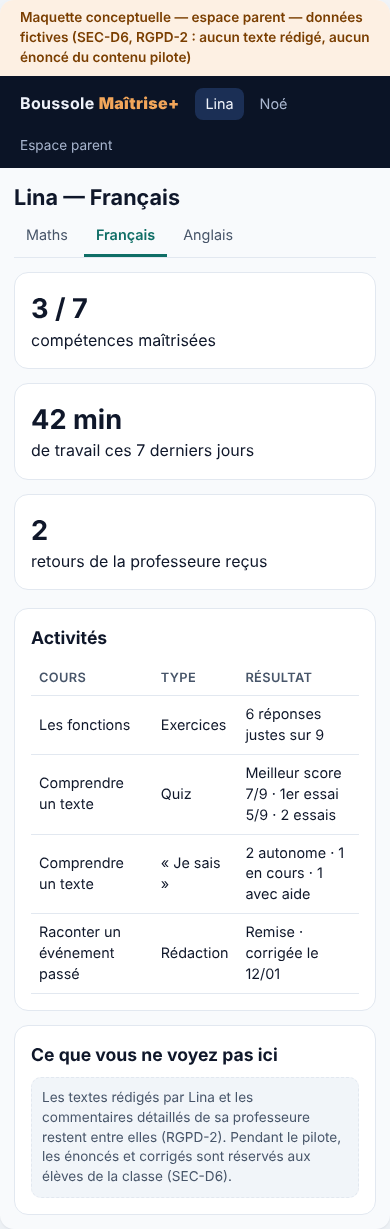 Maquette conceptuelle — espace parent — données
fictives (SEC-D6, RGPD-2 : aucun texte rédigé, aucun
énoncé du contenu pilote)
Boussole Maîtrise+ Lina Noé
Espace parent
Lina — Français
Maths Français Anglais
3 / 7
compétences maîtrisées
42 min
de travail ces 7 derniers jours
2
retours de la professeure reçus
Activités
COURS TYPE RÉSULTAT
Les fonctions Exercices 6 réponses
justes sur 9
Comprendre
un texte Quiz Meilleur score
7/9 · 1er essai
5/9 · 2 essais
Comprendre
un texte « Je sais
» 2 autonome · 1
en cours · 1
avec aide
Raconter un
événement
passé Rédaction Remise ·
corrigée le
12/01
Ce que vous ne voyez pas ici
Les textes rédigés par Lina et les
commentaires détaillés de sa professeure
restent entre elles (RGPD-2). Pendant le pilote,
les énoncés et corrigés sont réservés aux
élèves de la classe (SEC-D6).